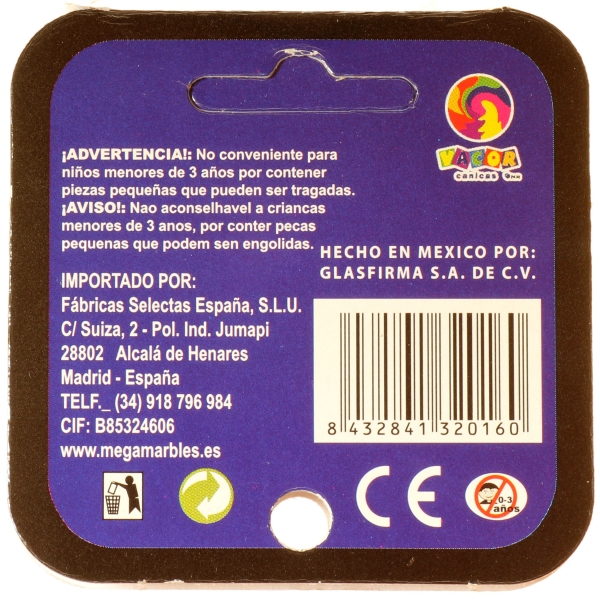 VACOR
canicas
¡ADVERTENCIA!: No conveniente para
niños menores de 3 años por contener
piezas pequeñas que pueden ser tragadas.
¡AVISO!: Nao aconselhavel a criancas
menores de 3 anos, por conter pecas
pequenas que podem ser engolidas.
HECHO EN MEXICO POR:
GLASFIRMA S.A. DE C.V.
IMPORTADO POR:
Fábricas Selectas España, S.L.U.
C/ Suiza, 2 - Pol. Ind. Jumapi
28802 Alcalá de Henares
Madrid - España
TELF._ (34) 918 796 984
CIF: B85324606
www.megamarbles.es
8 432841 320160
CE
0-3
años